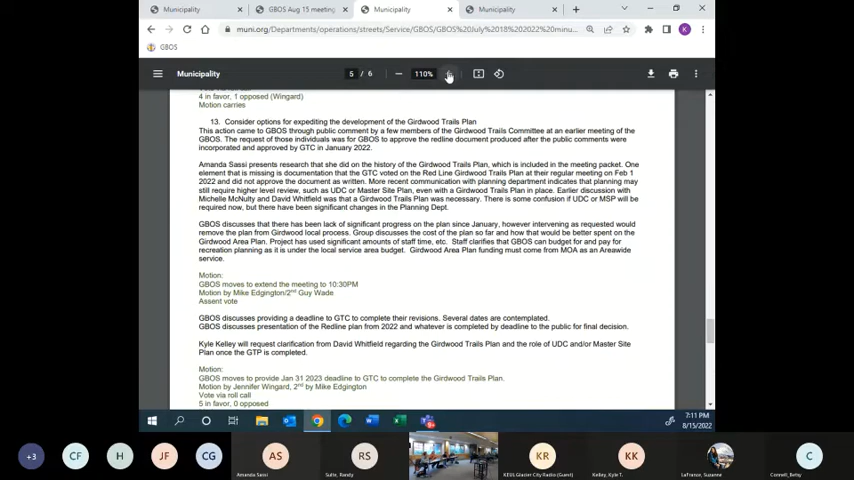 Municipality
GBOS Aug 15 meeting
Municipality
Municipality
muni.org/Departments/operations/streets/Service/GBOS/GBOS%20July%2018%202022%20minu...
K
GBOS
Municipality
5 / 6
110%
4 in favor, 1 opposed (Wingard)
Motion carries
13. Consider options for expediting the development of the Girdwood Trails Plan
This action came to GBOS through public comment by a few members of the Girdwood Trails Committee at an earlier meeting of the
GBOS. The request of those individuals was for GBOS to approve the redline document produced after the public comments were
incorporated and approved by GTC in January 2022.
Amanda Sassi presents research that she did on the history of the Girdwood Trails Plan, which is included in the meeting packet. One
element that is missing is documentation that the GTC voted on the Red Line Girdwood Trails Plan at their regular meeting on Feb 1
2022 and did not approve the document as written. More recent communication with planning department indicates that planning may
still require higher level review, such as UDC or Master Site Plan, even with a Girdwood Trails Plan in place. Earlier discussion with
Michelle McNulty and David Whitfield was that a Girdwood Trails Plan was necessary. There is some confusion if UDC or MSP will be
required now, but there have been significant changes in the Planning Dept.
GBOS discusses that there has been lack of significant progress on the plan since January, however intervening as requested would
remove the plan from Girdwood local process. Group discusses the cost of the plan so far and how that would be better spent on the
Girdwood Area Plan. Project has used significant amounts of staff time, etc. Staff clarifies that GBOS can budget for and pay for
recreation planning as it is under the local service area budget. Girdwood Area Plan funding must come from MOA as an Areawide
service.
Motion:
GBOS moves to extend the meeting to 10:30PM
Motion by Mike Edgington/2nd Guy Wade
Assent vote
GBOS discusses providing a deadline to GTC to complete their revisions. Several dates are contemplated.
GBOS discusses presentation of the Redline plan from 2022 and whatever is completed by deadline to the public for final decision.
Kyle Kelley will request clarification from David Whitfield regarding the Girdwood Trails Plan and the role of UDC and/or Master Site
Plan once the GTP is completed.
Motion:
GBOS moves to provide Jan 31 2023 deadline to GTC to complete the Girdwood Trails Plan.
Motion by Jennifer Wingard, 2nd by Mike Edgington
Vote via roll call
5 in favor, 0 opposed
7:11 PM
8/15/2022
+3
CF
H
JF
CG
AS
Amanda Sassi
RS
Sulte, Randy
KR
KEUL Glacier City Radio (Guest)
KK
Kelley, Kyle T.
LaFrance, Suzanne
C
Connell, Betsy